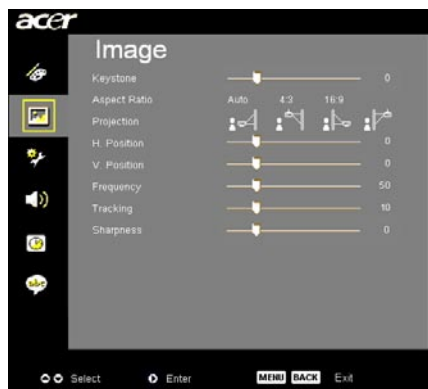 acer
Image
Keystone 0
Aspect Ratio Auto 4:3 16:9
Projection
H. Position 0
V. Position 0
Frequency 50
Tracking 10
Sharpness 0
abc
Select Enter MENU BACK Exit